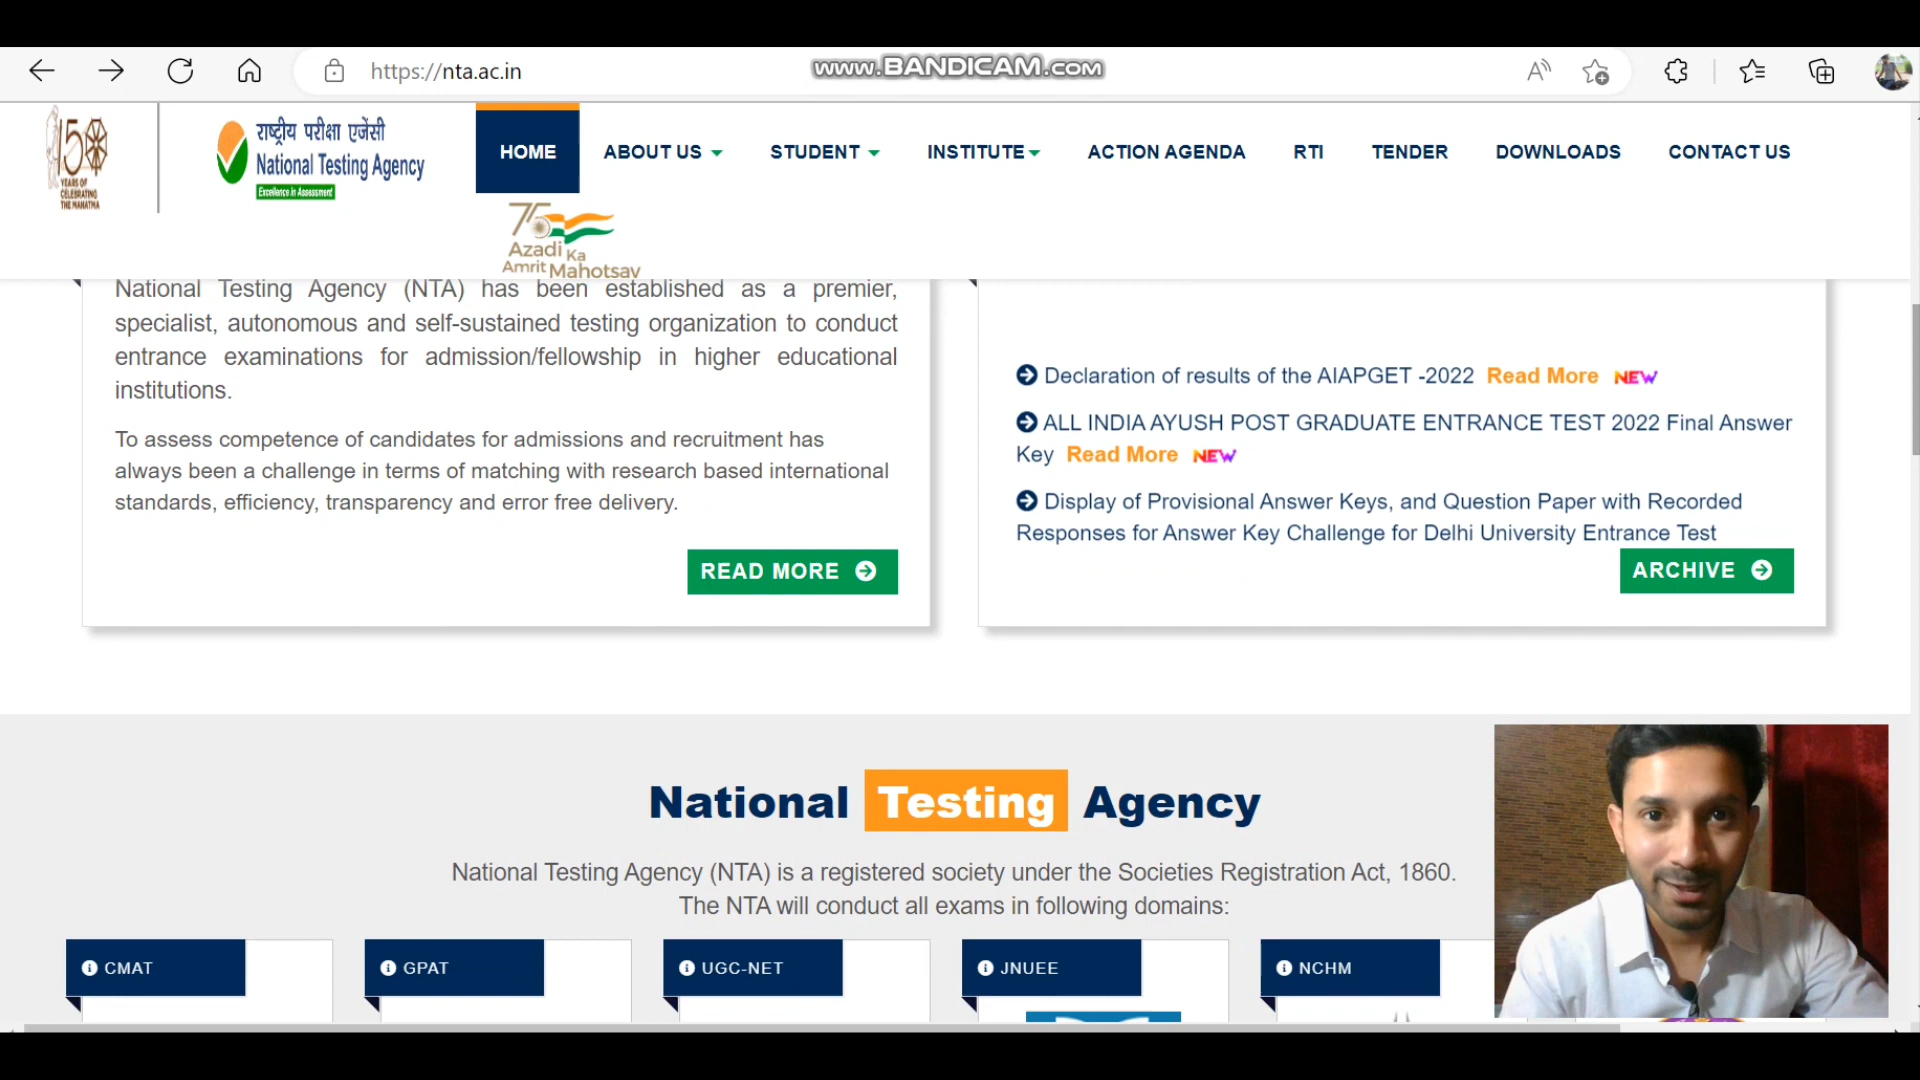 https://nta.ac.in
www.BANDICAM.com
150
YEARS OF
CELEBRATING
THE MAHATMA
राष्ट्रीय परीक्षा एजेंसी
National Testing Agency
Excellence in Assessment
HOME
ABOUT US
STUDENT
INSTITUTE
ACTION AGENDA
RTI
TENDER
DOWNLOADS
CONTACT US
75
Azadi Ka
Amrit Mahotsav
National Testing Agency (NTA) has been established as a premier,
specialist, autonomous and self-sustained testing organization to conduct
entrance examinations for admission/fellowship in higher educational
institutions.
To assess competence of candidates for admissions and recruitment has
always been a challenge in terms of matching with research based international
standards, efficiency, transparency and error free delivery.
READ MORE
Declaration of results of the AIAPGET -2022 Read More NEW
ALL INDIA AYUSH POST GRADUATE ENTRANCE TEST 2022 Final Answer
Key Read More NEW
Display of Provisional Answer Keys, and Question Paper with Recorded
Responses for Answer Key Challenge for Delhi University Entrance Test
ARCHIVE
National Testing Agency
National Testing Agency (NTA) is a registered society under the Societies Registration Act, 1860.
The NTA will conduct all exams in following domains:
CMAT
GPAT
UGC-NET
JNUEE
NCHM